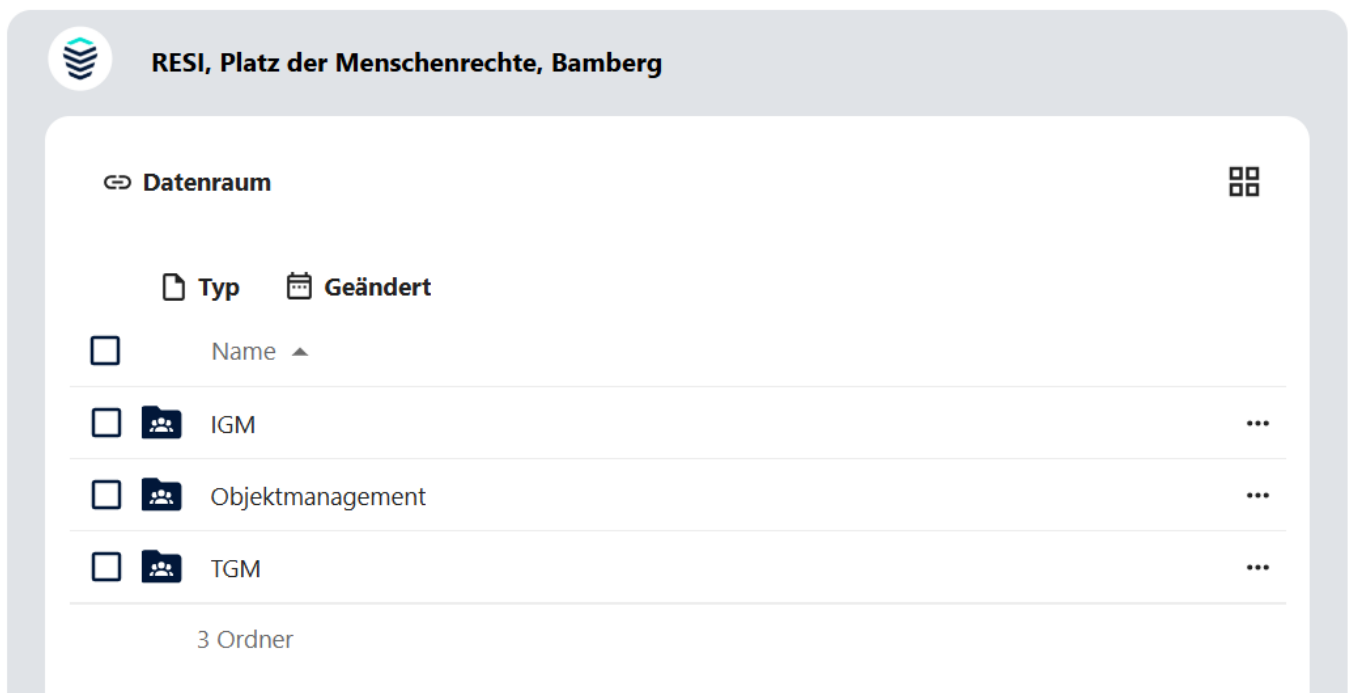 RESI, Platz der Menschenrechte, Bamberg
Datenraum
Typ Geändert
Name
IGM
Objektmanagement
TGM
3 Ordner